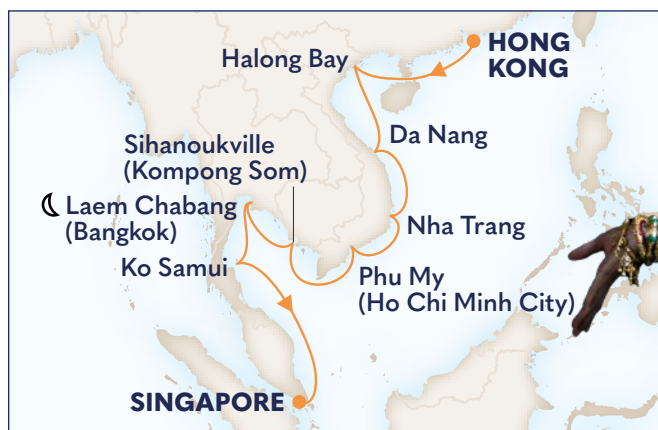 HONG
KONG
Halong Bay
Da Nang
Sihanoukville
(Kompong Som)
Laem Chabang
(Bangkok)
Nha Trang
Ko Samui
Phu My
(Ho Chi Minh City)
SINGAPORE